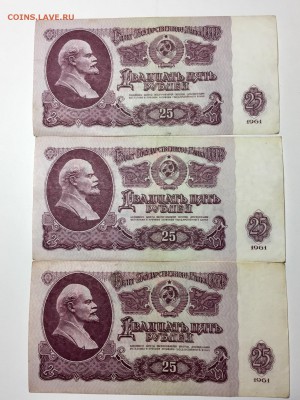 COINS.LAVE.RU
Билет Государственного Банка СССР
Двадцать пять
рублей
25
25
1961
Билет Государственного Банка СССР
Двадцать пять
рублей
25
25
1961
Билет Государственного Банка СССР
Двадцать пять
рублей
25
25
1961